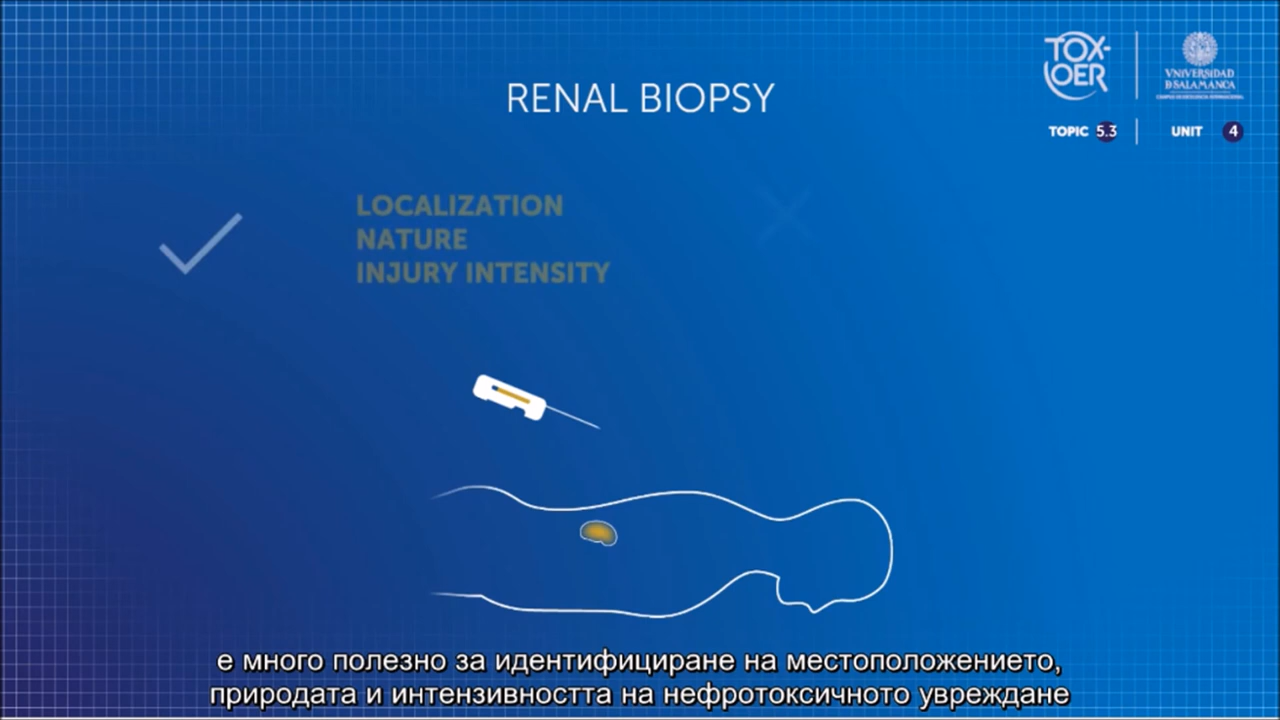 TOX-
OER
VNiVERSiDAD
DSALAMANCA
RENAL BIOPSY
TOPIC 5.3
UNIT 4
LOCALIZATION
NATURE
INJURY INTENSITY
е много полезно за идентифициране на местоположението,
природата и интензивността на нефротоксичното увреждане